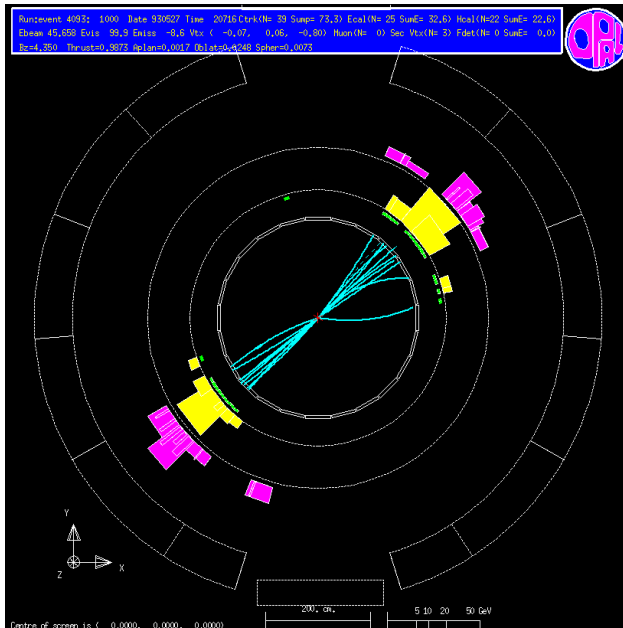 Run:event 4093: 1000 Date 930527 Time 20716 Ctrk(N= 39 Sump= 73.3) Ecal(N= 25 SumE= 32.6) Hcal(N=22 SumE= 22.6)
Ebeam 45.658 Evis 99.9 Emiss -8.6 Vtx ( -0.07, 0.06, -0.80) Muon(N= 0) Sec Vtx(N= 3) Fdet(N= 0 SumE= 0.0)
Bz=4.350 Thrust=0.9873 Aplan=0.0017 Oblat=0.0248 Spher=0.0073
Y
X
Z
200. cm.
5 10 20 50 GeV
Centre of screen is ( 0.0000, 0.0000, 0.0000)